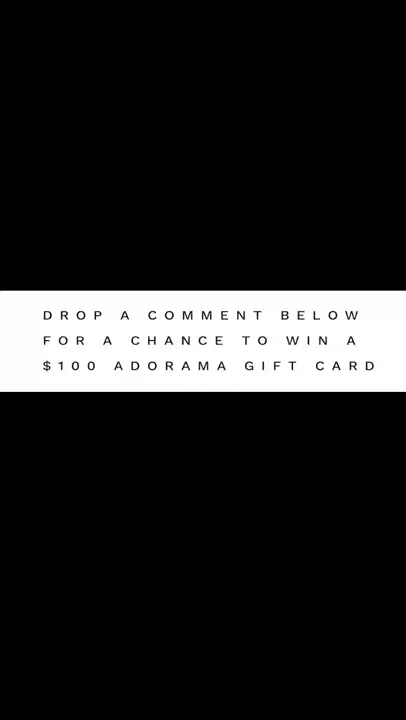 DROP A COMMENT BELOW
FOR A CHANCE TO WIN A
$100 ADORAMA GIFT CARD